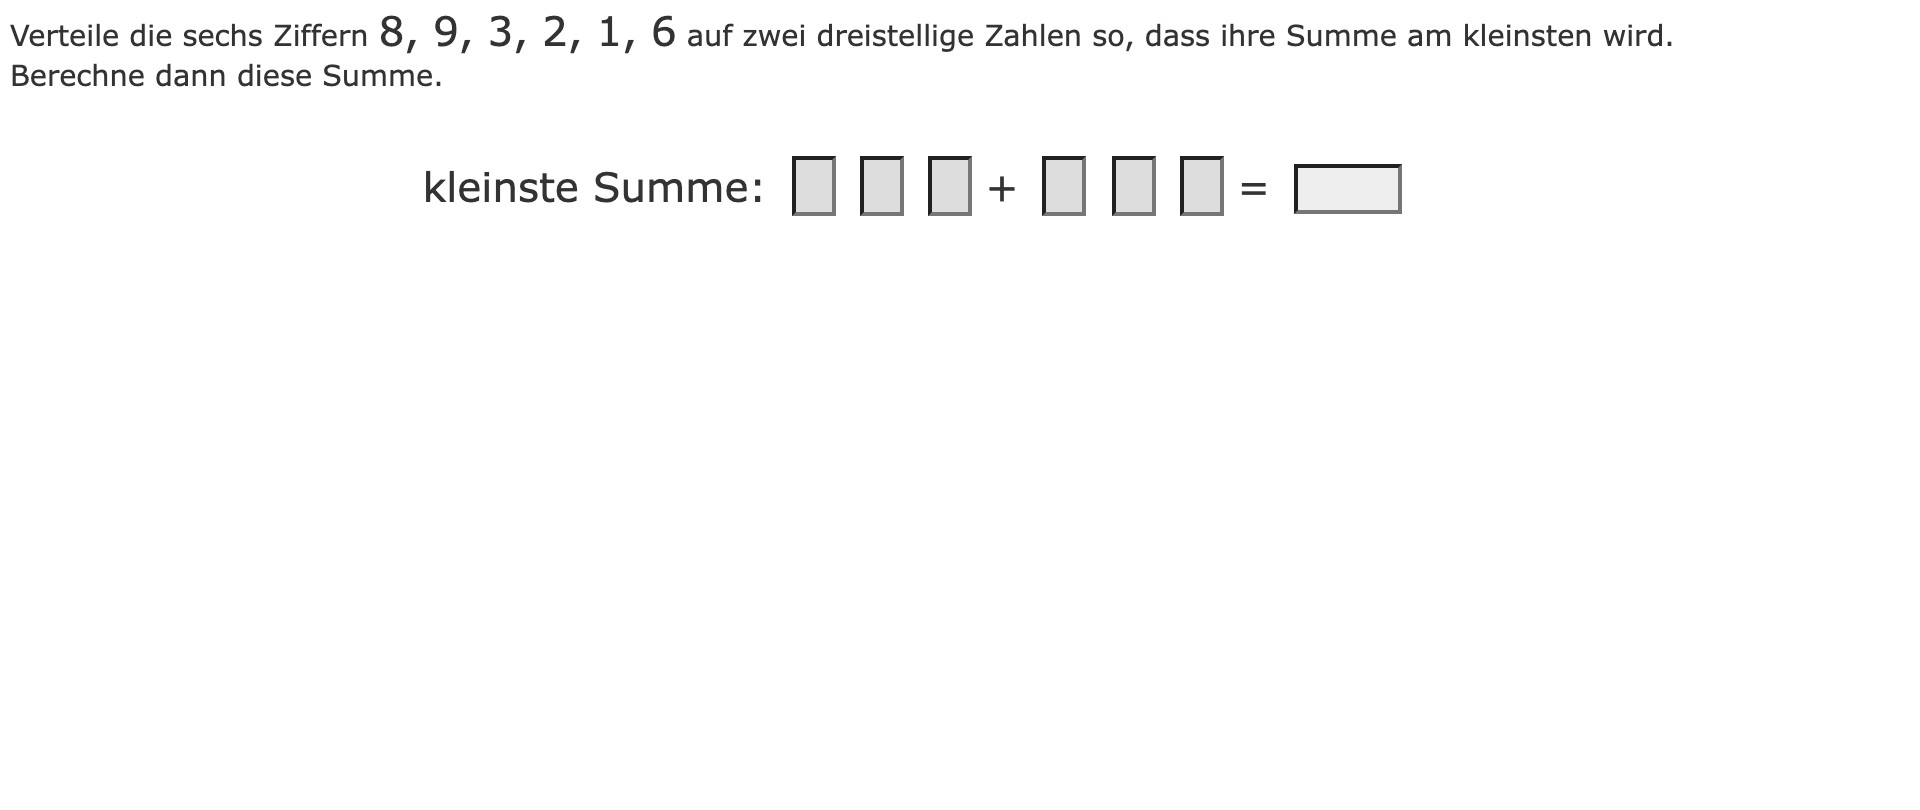 Verteile die sechs Ziffern 8, 9, 3, 2, 1, 6 auf zwei dreistellige Zahlen so, dass ihre Summe am kleinsten wird.
Berechne dann diese Summe.
kleinste Summe: + =